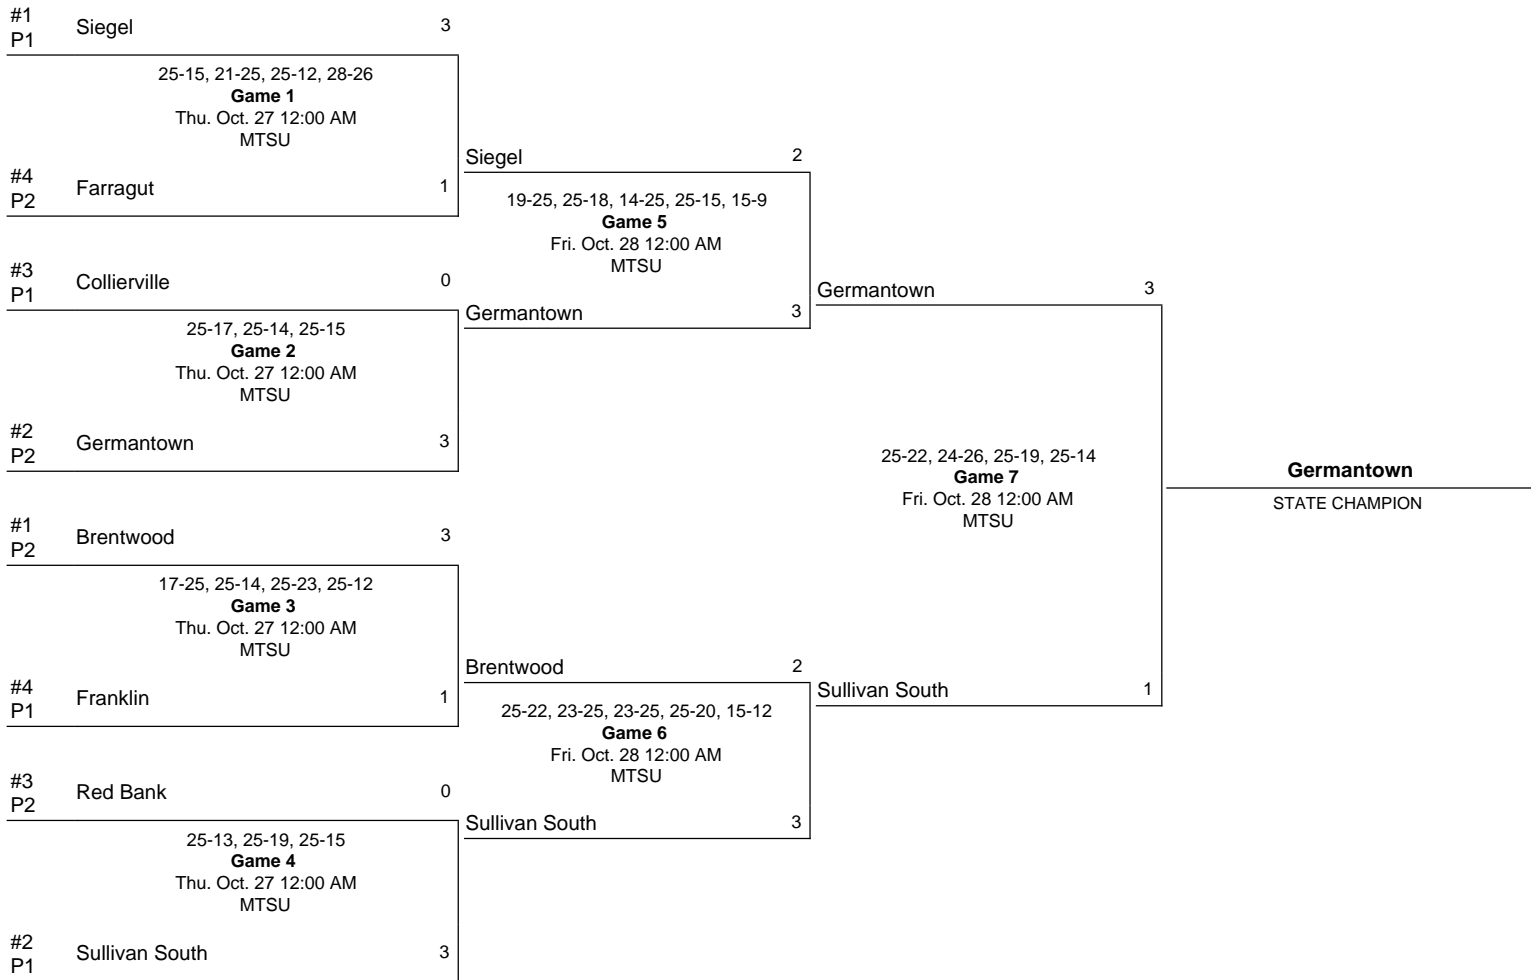 #1
P1
Siegel 3
25-15, 21-25, 25-12, 28-26
Game 1
Thu. Oct. 27 12:00 AM
MTSU
#4
P2
Farragut 1
#3
P1
Collierville 0
25-17, 25-14, 25-15
Game 2
Thu. Oct. 27 12:00 AM
MTSU
#2
P2
Germantown 3
#1
P2
Brentwood 3
17-25, 25-14, 25-23, 25-12
Game 3
Thu. Oct. 27 12:00 AM
MTSU
#4
P1
Franklin 1
#3
P2
Red Bank 0
25-13, 25-19, 25-15
Game 4
Thu. Oct. 27 12:00 AM
MTSU
#2
P1
Sullivan South 3
Siegel 2
19-25, 25-18, 14-25, 25-15, 15-9
Game 5
Fri. Oct. 28 12:00 AM
MTSU
Germantown 3
Brentwood 2
25-22, 23-25, 23-25, 25-20, 15-12
Game 6
Fri. Oct. 28 12:00 AM
MTSU
Sullivan South 3
Germantown 3
25-22, 24-26, 25-19, 25-14
Game 7
Fri. Oct. 28 12:00 AM
MTSU
Sullivan South 1
Germantown
STATE CHAMPION